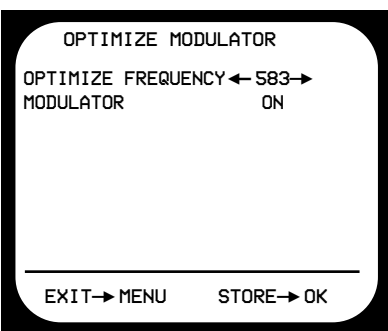 OPTIMIZE MODULATOR
OPTIMIZE FREQUENCY ← 583 →
MODULATOR ON
EXIT → MENU STORE → OK